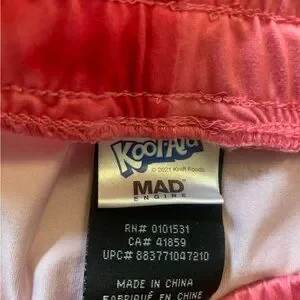 Kool-Aid
© 2021 Kraft Foods
MAD
ENGINE
RN# 0101531
CA# 41859
UPC# 883771047210
MADE IN CHINA
FABRIQUÉ EN CHINE